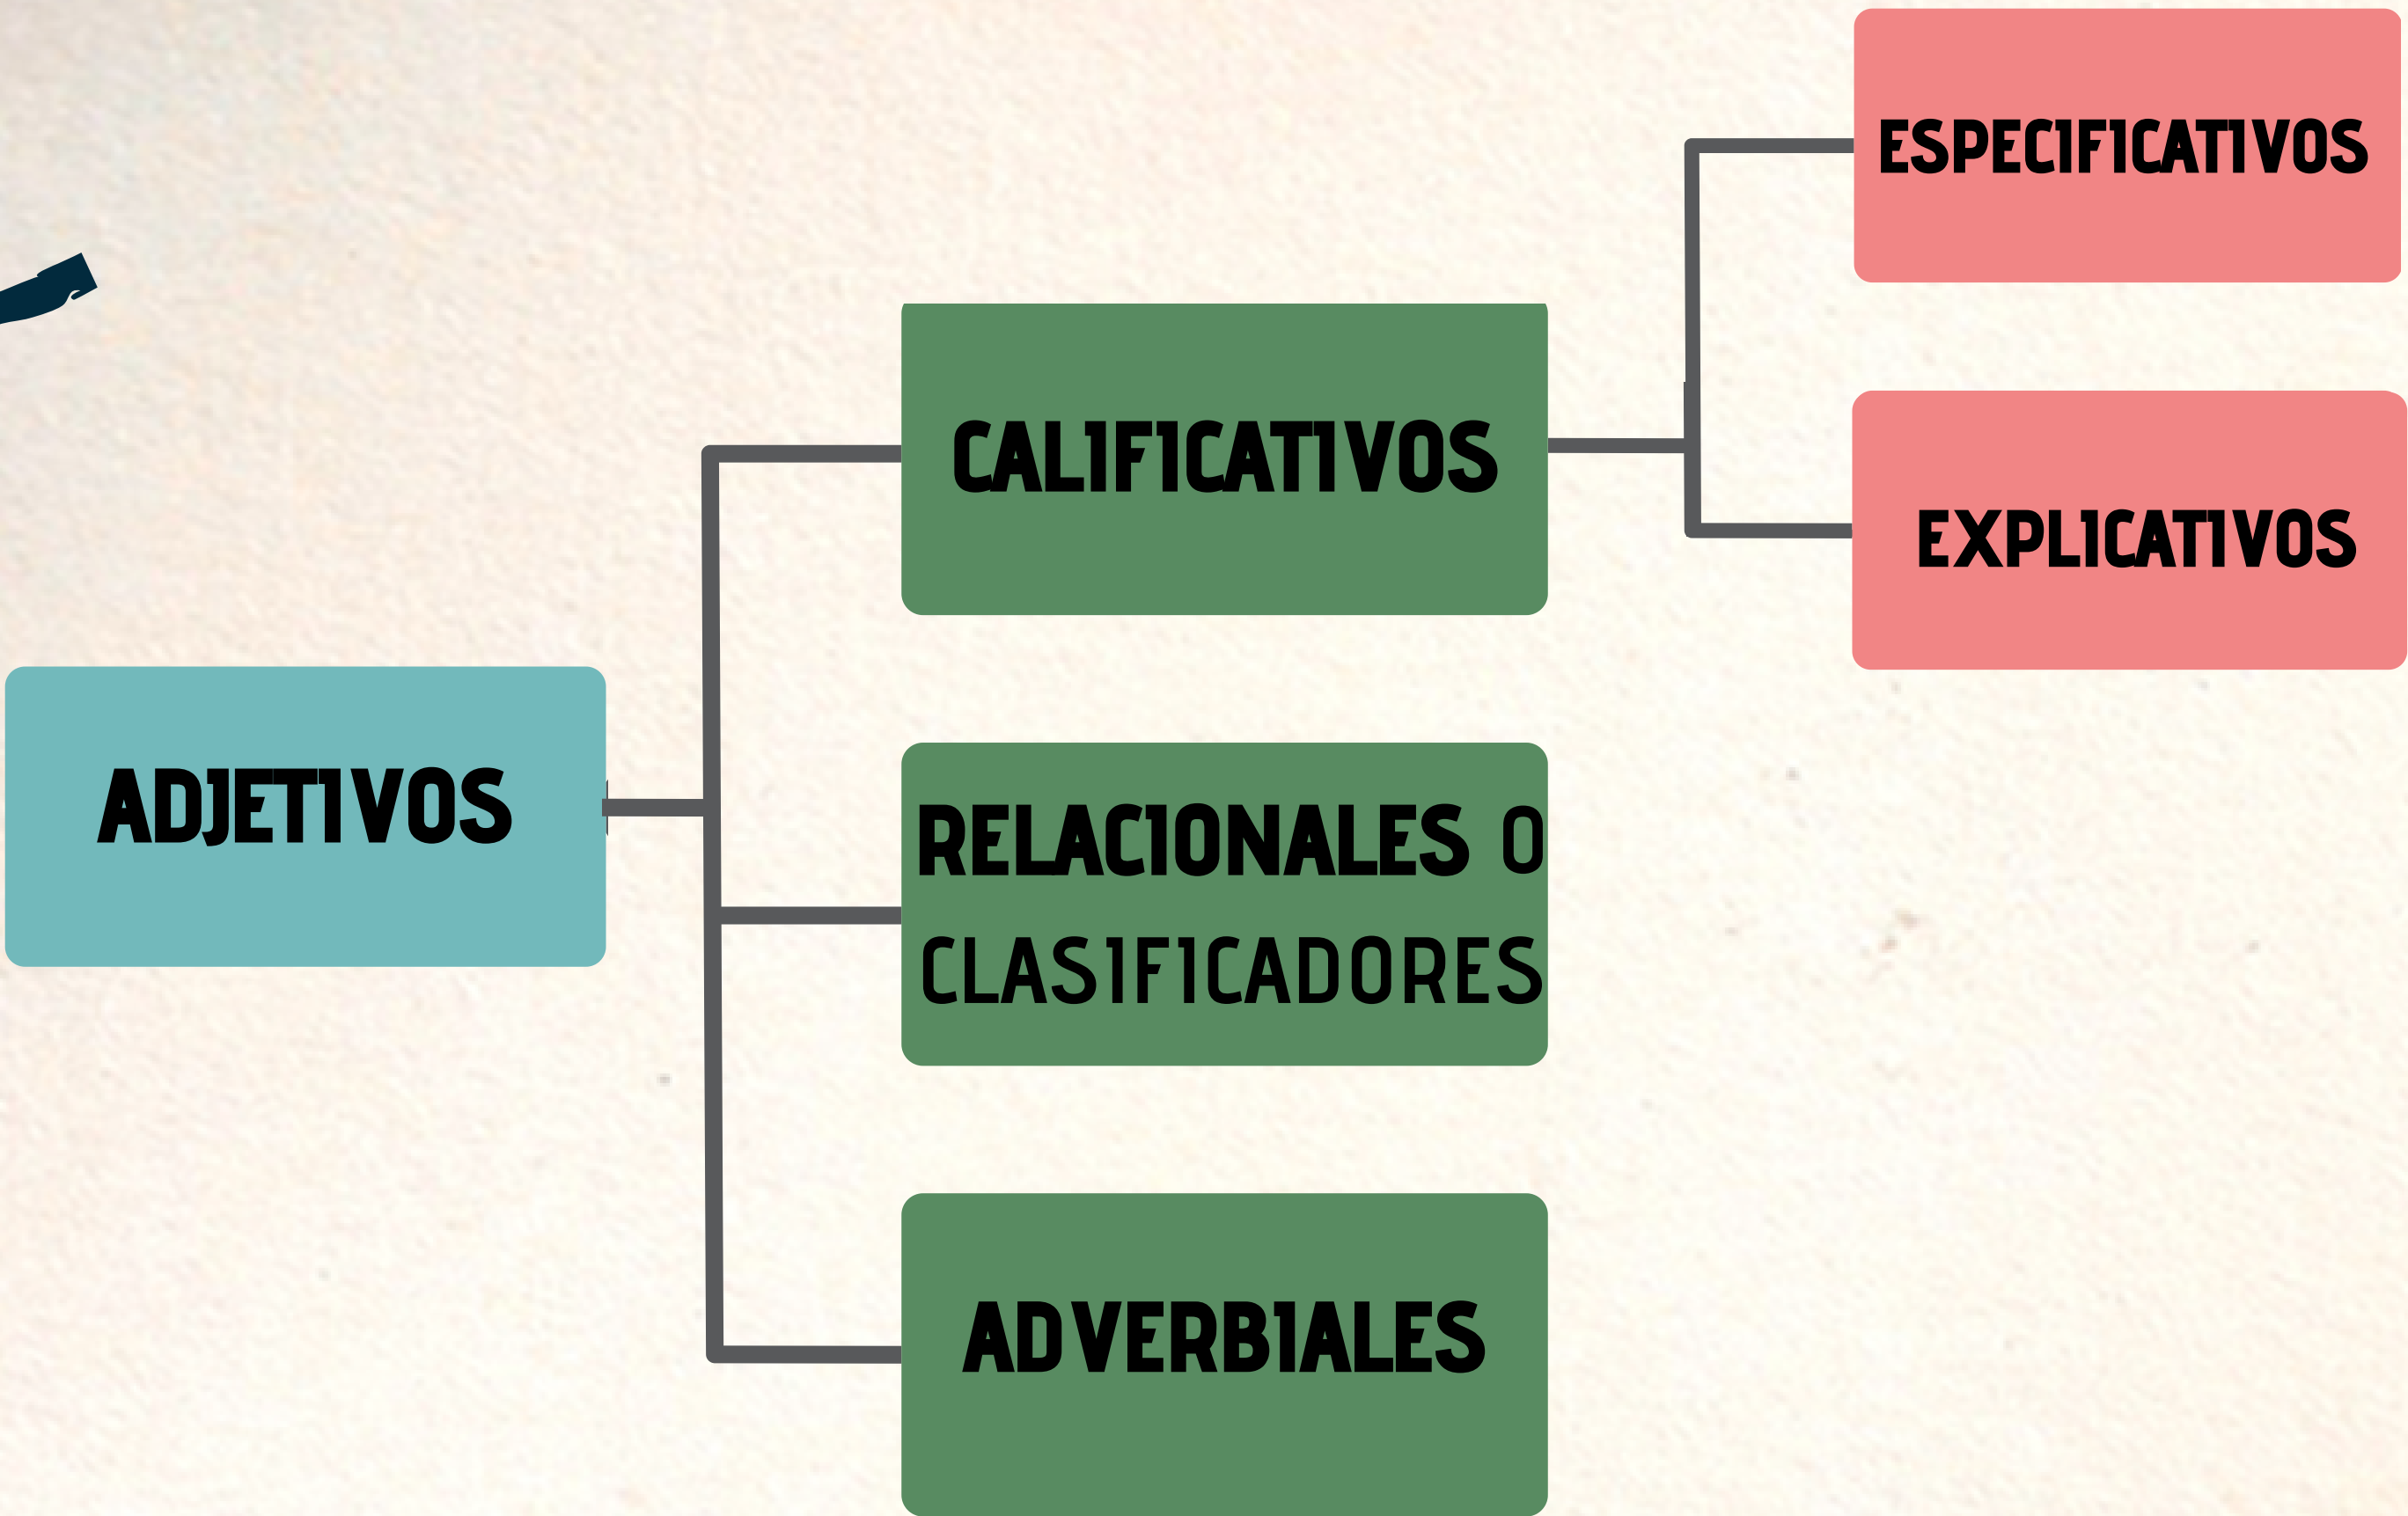 ESPECIFICATIVOS
CALIFICATIVOS
EXPLICATIVOS
ADJETIVOS
RELACIONALES O
CLASIFICADORES
ADVERBIALES